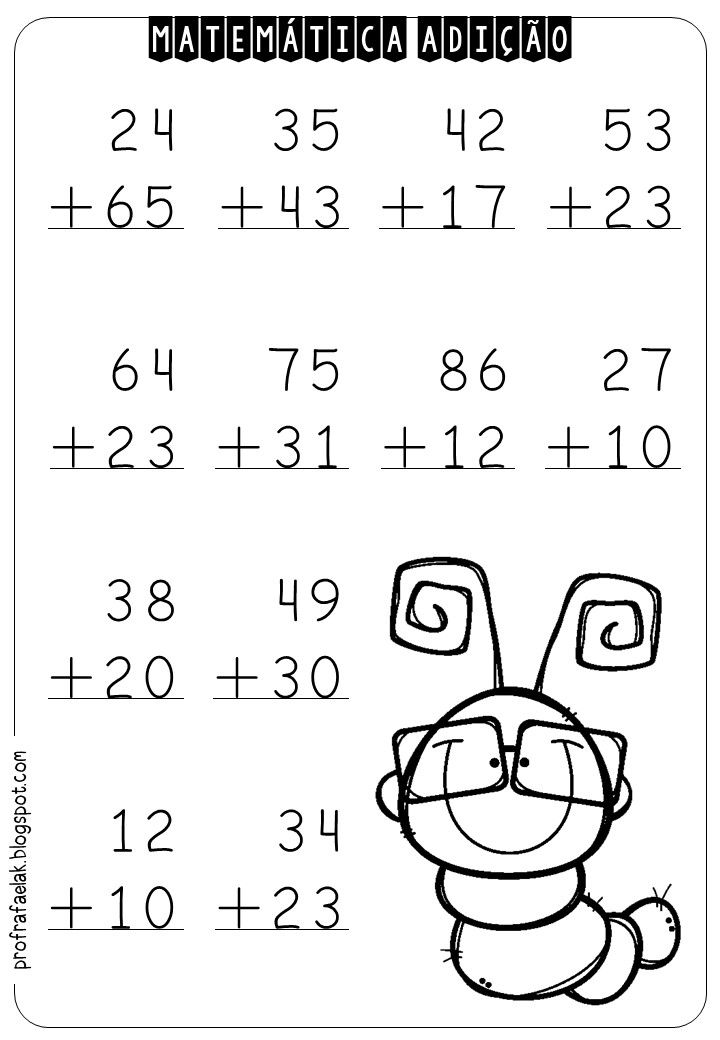 MATEMÁTICA ADIÇÃO
24 35 42 53
+65 +43 +17 +23
64 75 86 27
+23 +31 +12 +10
38 49
+20 +30
12 34
+10 +23
profrafaelak.blogspot.com